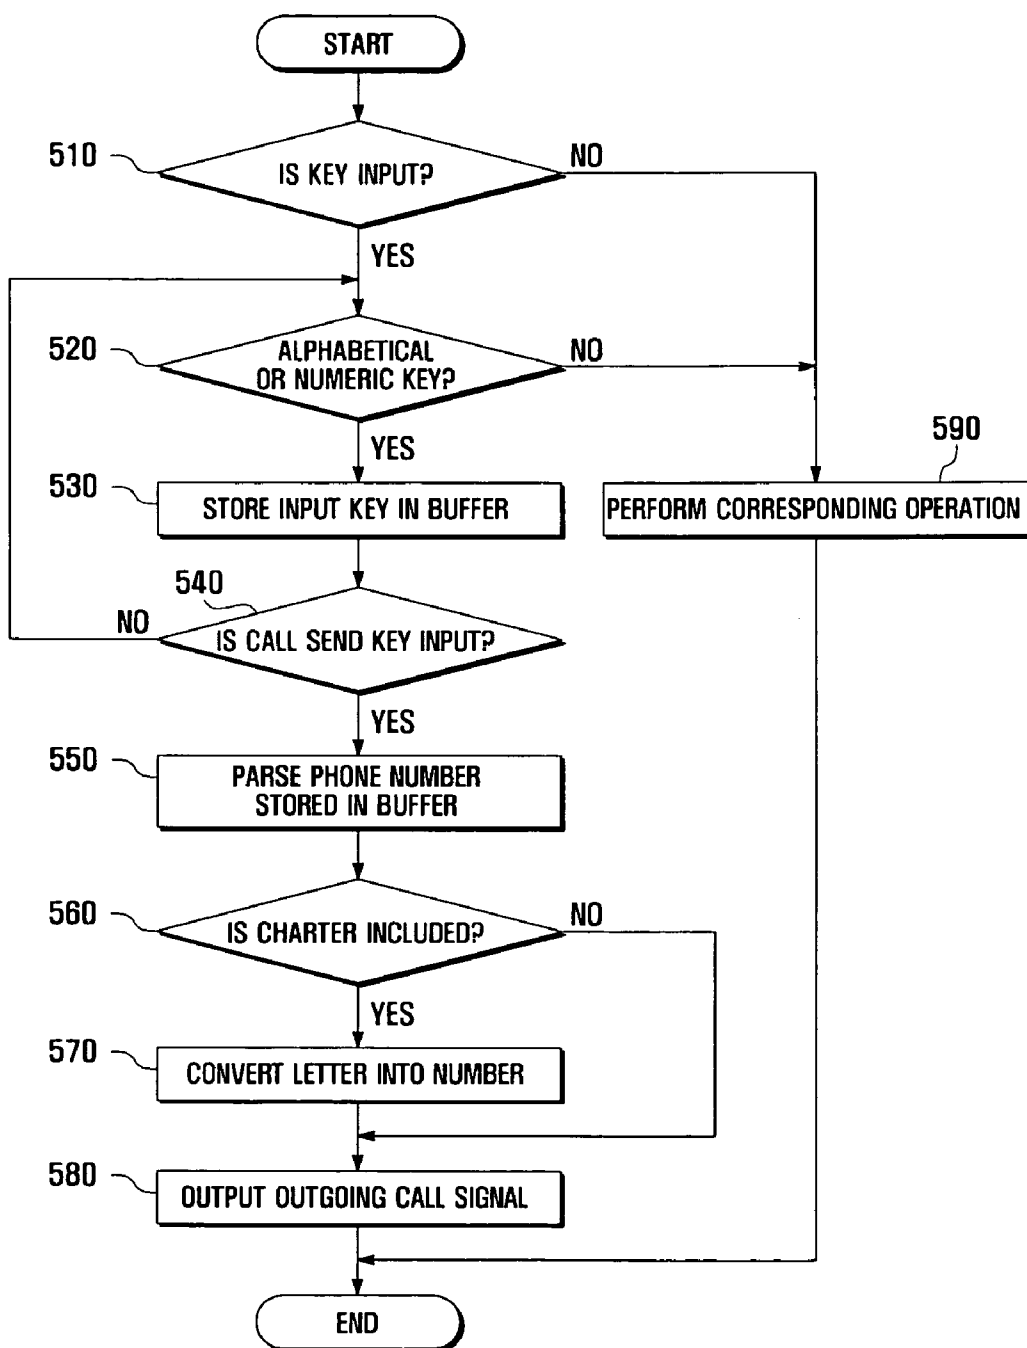 START
510
IS KEY INPUT?
NO
YES
520
ALPHABETICAL
OR NUMERIC KEY?
NO
YES
590
530
STORE INPUT KEY IN BUFFER
PERFORM CORRESPONDING OPERATION
540
NO
IS CALL SEND KEY INPUT?
YES
550
PARSE PHONE NUMBER
STORED IN BUFFER
560
IS CHARTER INCLUDED?
NO
YES
570
CONVERT LETTER INTO NUMBER
580
OUTPUT OUTGOING CALL SIGNAL
END